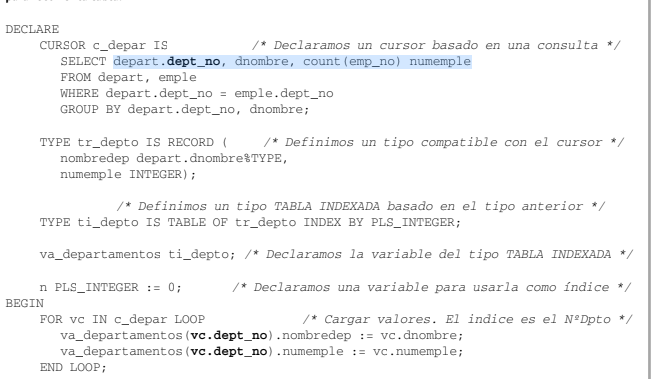 DECLARE
CURSOR c_depar IS /* Declaramos un cursor basado en una consulta */
SELECT depart.dept_no, dnombre, count(emp_no) numemple
FROM depart, emple
WHERE depart.dept_no = emple.dept_no
GROUP BY depart.dept_no, dnombre;
TYPE tr_depto IS RECORD ( /* Definimos un tipo compatible con el cursor */
nombredep depart.dnombre%TYPE,
numemple INTEGER);
/* Definimos un tipo TABLA INDEXADA basado en el tipo anterior */
TYPE ti_depto IS TABLE OF tr_depto INDEX BY PLS_INTEGER;
va_departamentos ti_depto; /* Declaramos la variable del tipo TABLA INDEXADA */
n PLS_INTEGER := 0; /* Declaramos una variable para usarla como índice */
BEGIN
FOR vc IN c_depar LOOP /* Cargar valores. El indice es el NºDpto */
va_departamentos(vc.dept_no).nombredep := vc.dnombre;
va_departamentos(vc.dept_no).numemple := vc.numemple;
END LOOP;